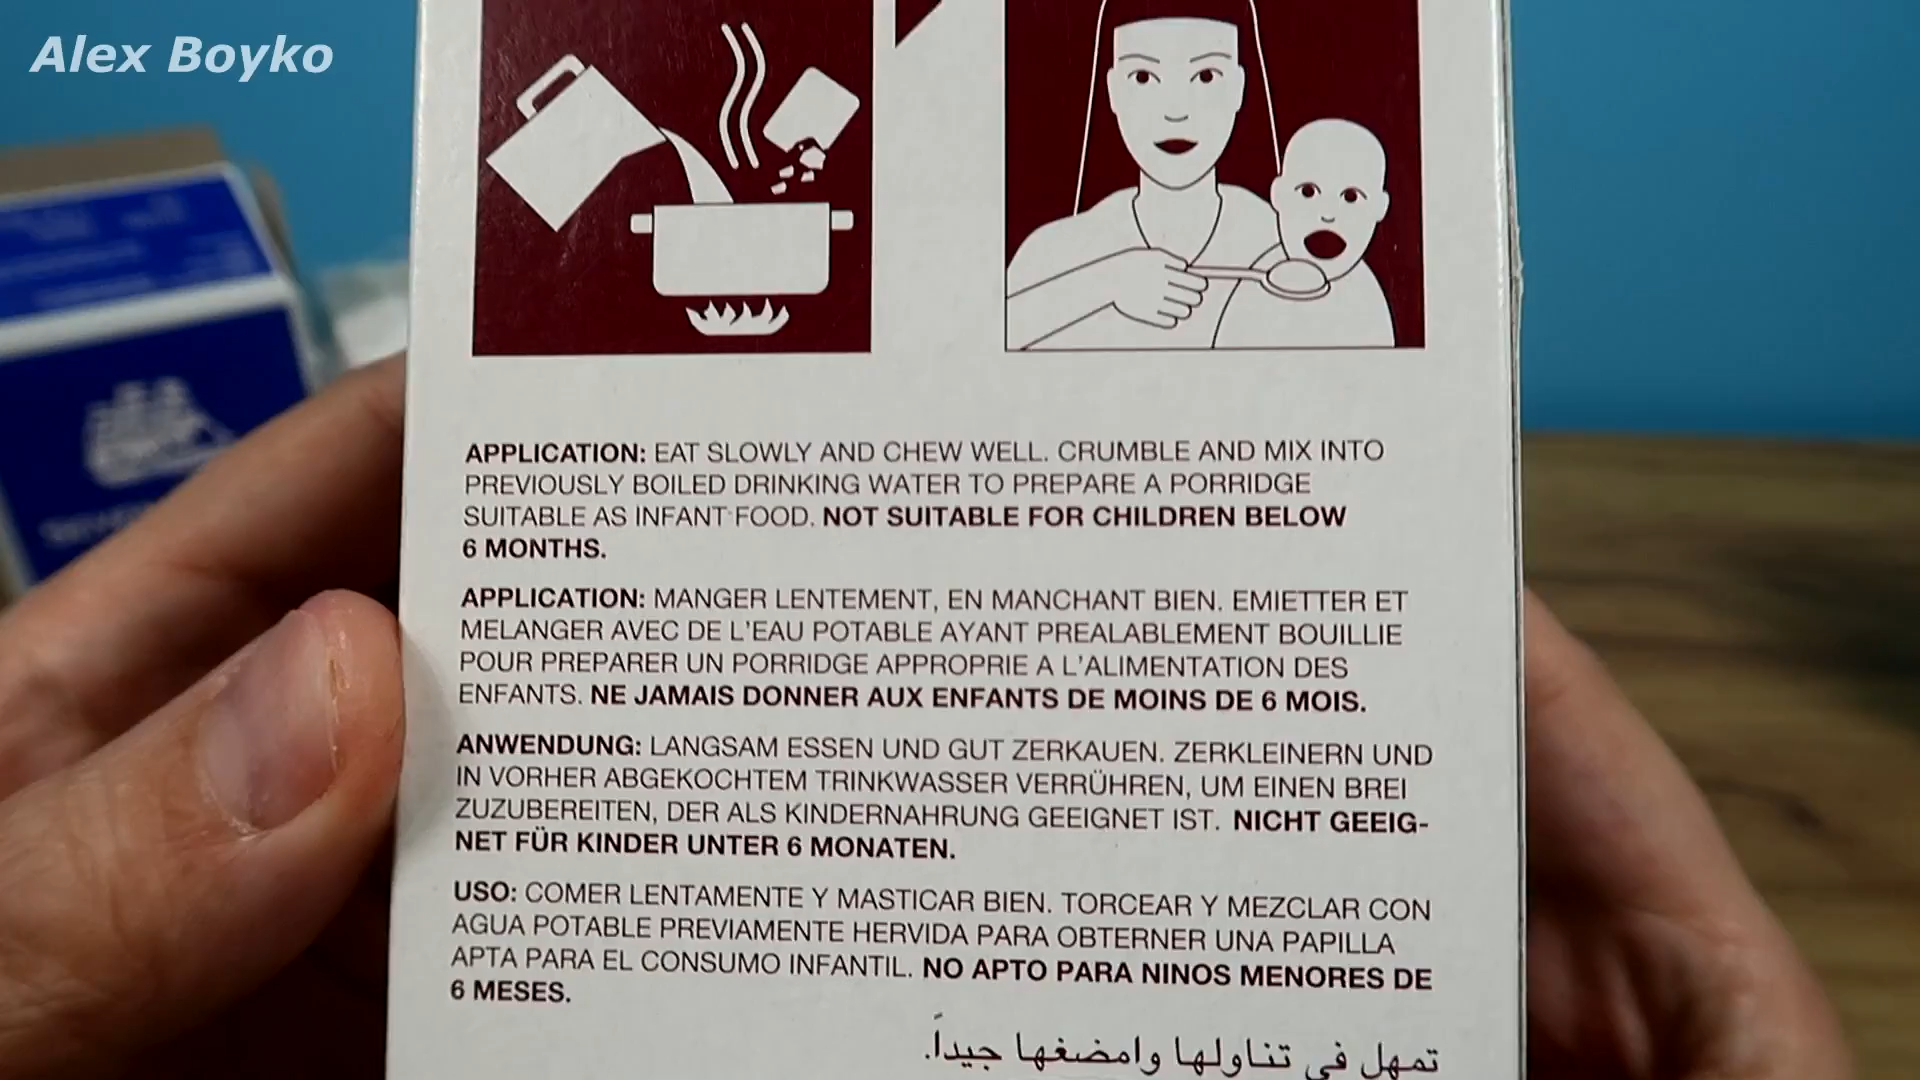 Alex Boyko
APPLICATION: EAT SLOWLY AND CHEW WELL. CRUMBLE AND MIX INTO
PREVIOUSLY BOILED DRINKING WATER TO PREPARE A PORRIDGE
SUITABLE AS INFANT FOOD. NOT SUITABLE FOR CHILDREN BELOW
6 MONTHS.
APPLICATION: MANGER LENTEMENT, EN MANCHANT BIEN. EMIETTER ET
MELANGER AVEC DE L'EAU POTABLE AYANT PREALABLEMENT BOUILLIE
POUR PREPARER UN PORRIDGE APPROPRIE A L'ALIMENTATION DES
ENFANTS. NE JAMAIS DONNER AUX ENFANTS DE MOINS DE 6 MOIS.
ANWENDUNG: LANGSAM ESSEN UND GUT ZERKAUEN. ZERKLEINERN UND
IN VORHER ABGEKOCHTEM TRINKWASSER VERRÜHREN, UM EINEN BREI
ZUZUBEREITEN, DER ALS KINDERNAHRUNG GEEIGNET IST. NICHT GEEIG-
NET FÜR KINDER UNTER 6 MONATEN.
USO: COMER LENTAMENTE Y MASTICAR BIEN. TORCEAR Y MEZCLAR CON
AGUA POTABLE PREVIAMENTE HERVIDA PARA OBTERNER UNA PAPILLA
APTA PARA EL CONSUMO INFANTIL. NO APTO PARA NINOS MENORES DE
6 MESES.
تمهل في تناولها وامضغها جيداً.